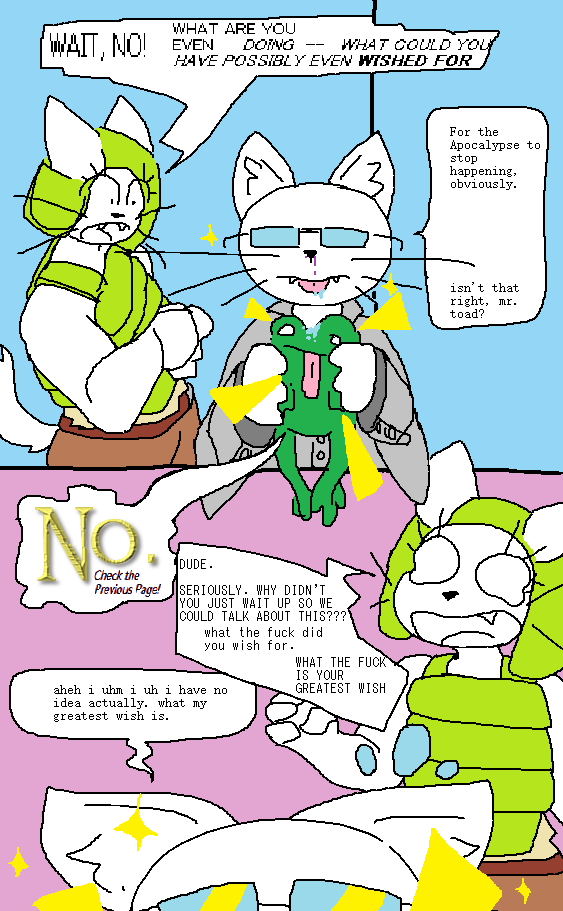 WAIT, NO!
WHAT ARE YOU
EVEN DOING -- WHAT COULD YOU
HAVE POSSIBLY EVEN WISHED FOR
For the
Apocalypse to
stop
happening,
obviously.
isn't that
right, mr.
toad?
No.
Check the
Previous Page!
DUDE.
SERIOUSLY. WHY DIDN'T
YOU JUST WAIT UP SO WE
COULD TALK ABOUT THIS???
what the fuck did
you wish for.
WHAT THE FUCK
IS YOUR
GREATEST WISH
aheh i uhm i uh i have no
idea actually. what my
greatest wish is.